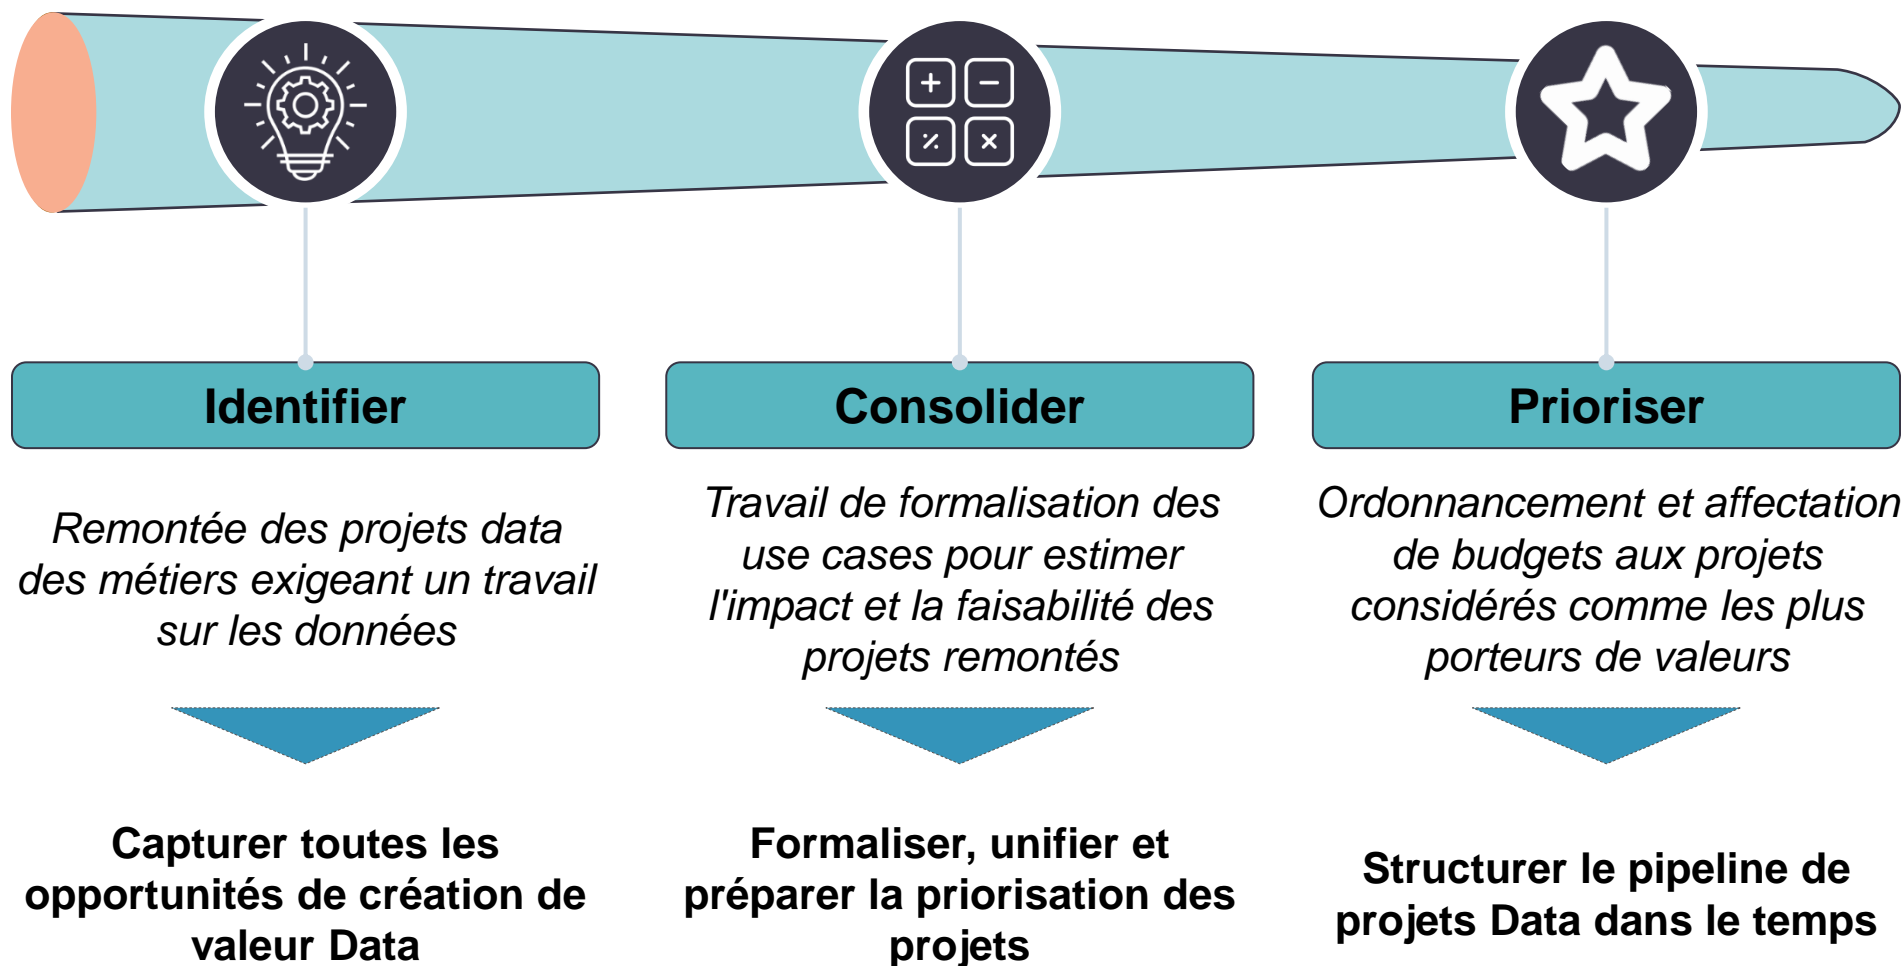 Identifier
Remontée des projets data
des métiers exigeant un travail
sur les données
Capturer toutes les
opportunités de création de
valeur Data
Consolider
Travail de formalisation des
use cases pour estimer
l'impact et la faisabilité des
projets remontés
Formaliser, unifier et
préparer la priorisation des
projets
Prioriser
Ordonnancement et affectation
de budgets aux projets
considérés comme les plus
porteurs de valeurs
Structurer le pipeline de
projets Data dans le temps